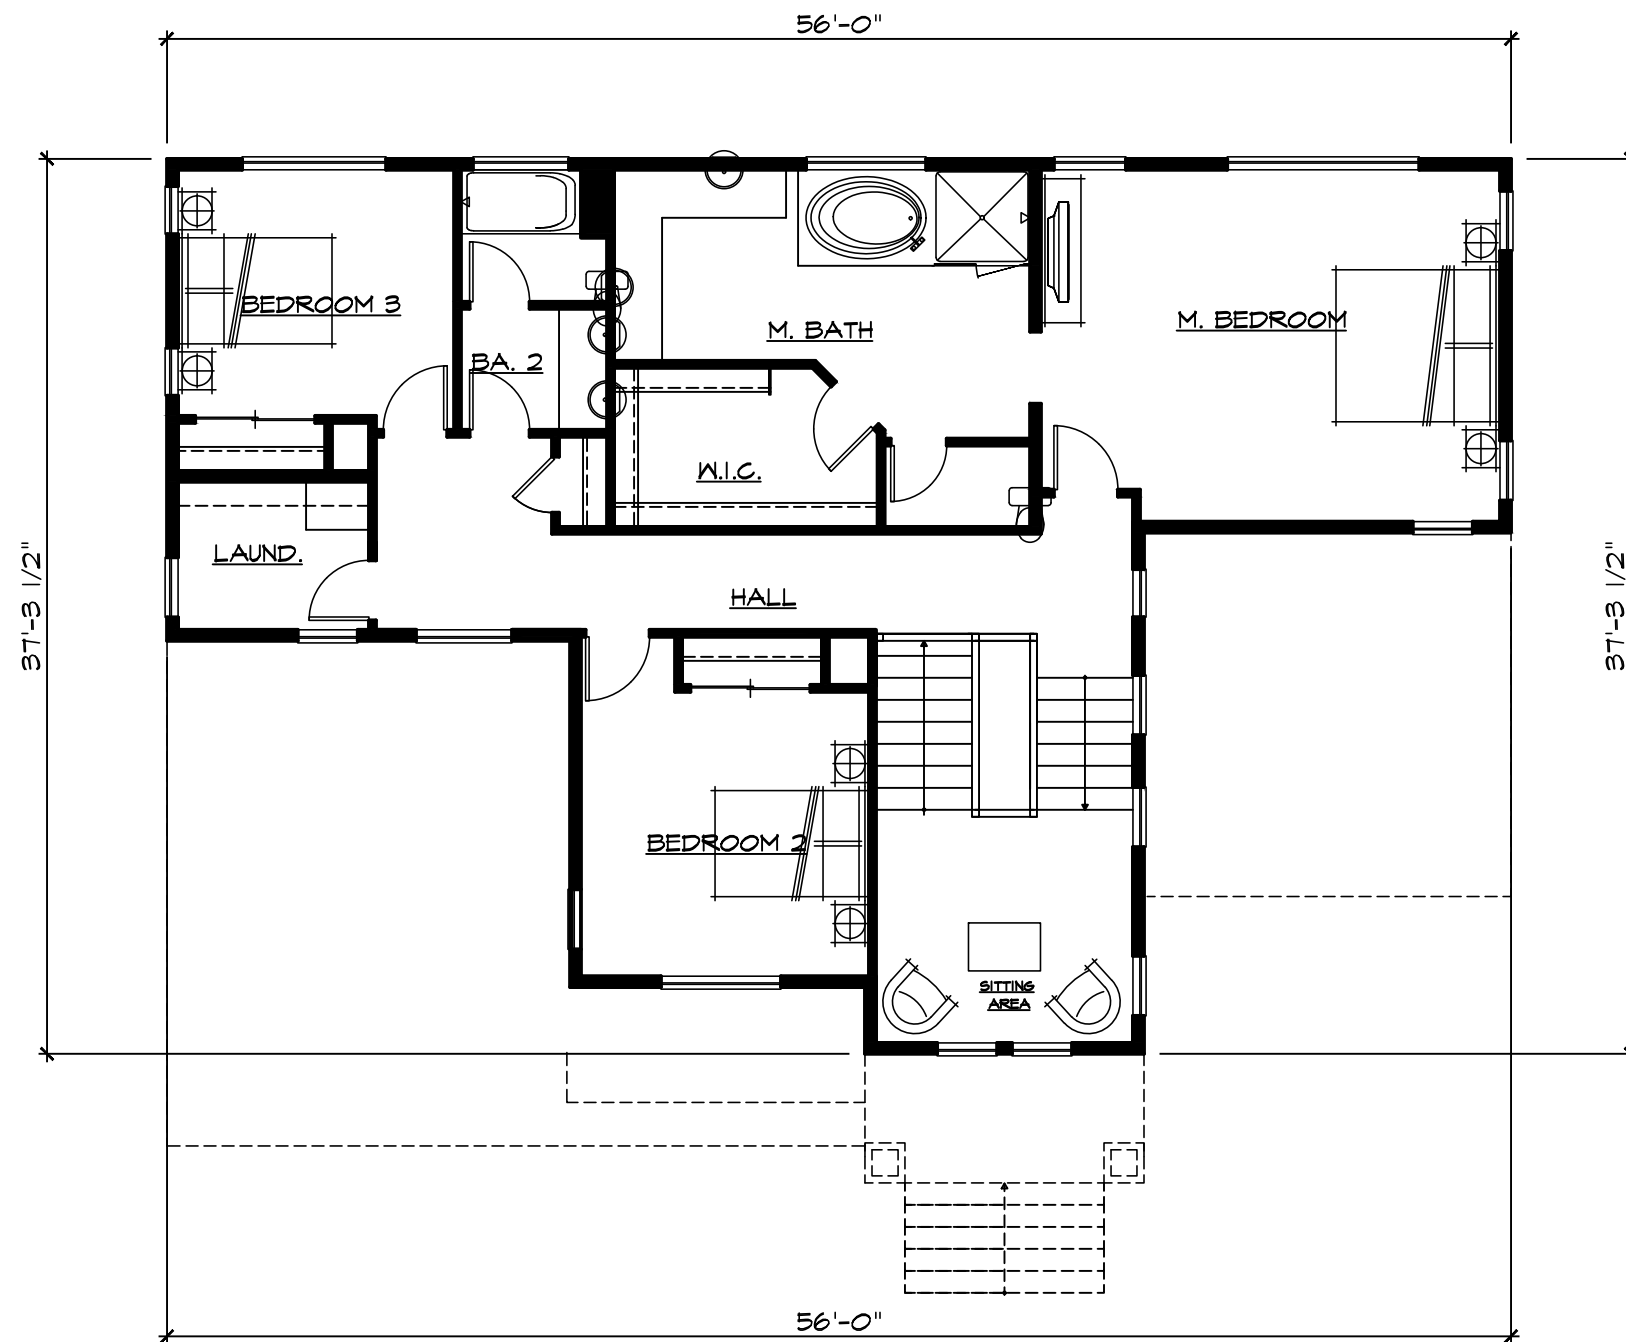 56'-0"
BEDROOM 3
M. BATH
M. BEDROOM
BA. 2
W.I.C.
LAUND.
HALL
37'-3 1/2"
37'-3 1/2"
BEDROOM 2
SITTING
AREA
56'-0"